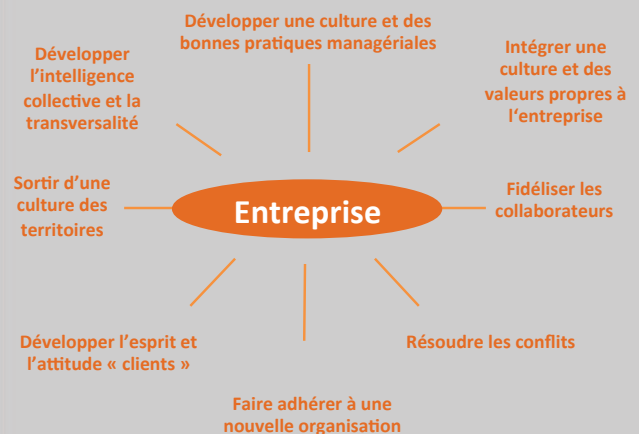 Développer une culture et des
bonnes pratiques managériales
Développer
l'intelligence
collective et la
transversalité
Intégrer une
culture et des
valeurs propres à
l'entreprise
Sortir d'une
culture des
territoires
Entreprise
Fidéliser les
collaborateurs
Développer l'esprit et
l'attitude « clients »
Résoudre les conflits
Faire adhérer à une
nouvelle organisation